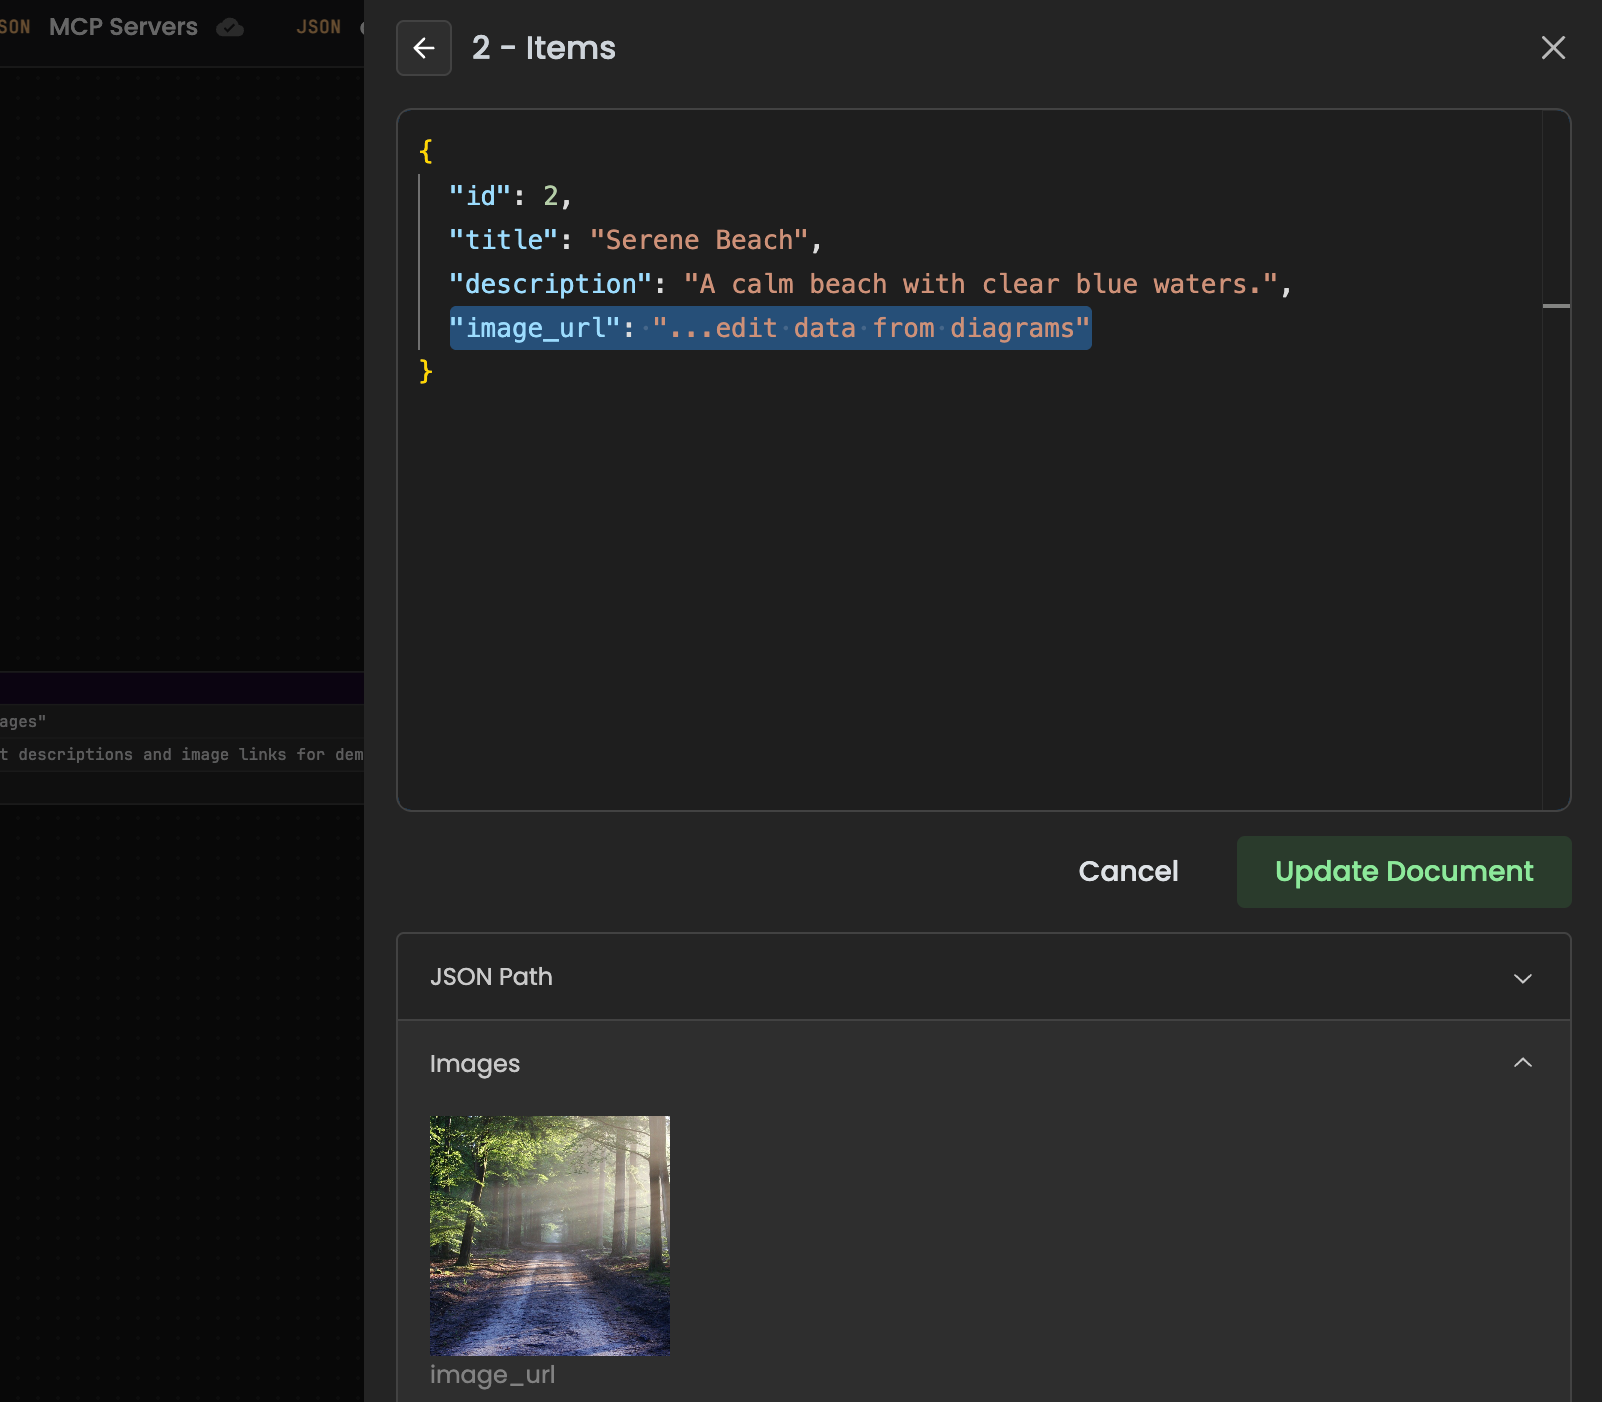 SON MCP Servers JSON
2 - Items
{
"id": 2,
"title": "Serene Beach",
"description": "A calm beach with clear blue waters.",
"image_url": "...edit data from diagrams"
}
ages"
t descriptions and image links for dem
Cancel Update Document
JSON Path
Images
image_url